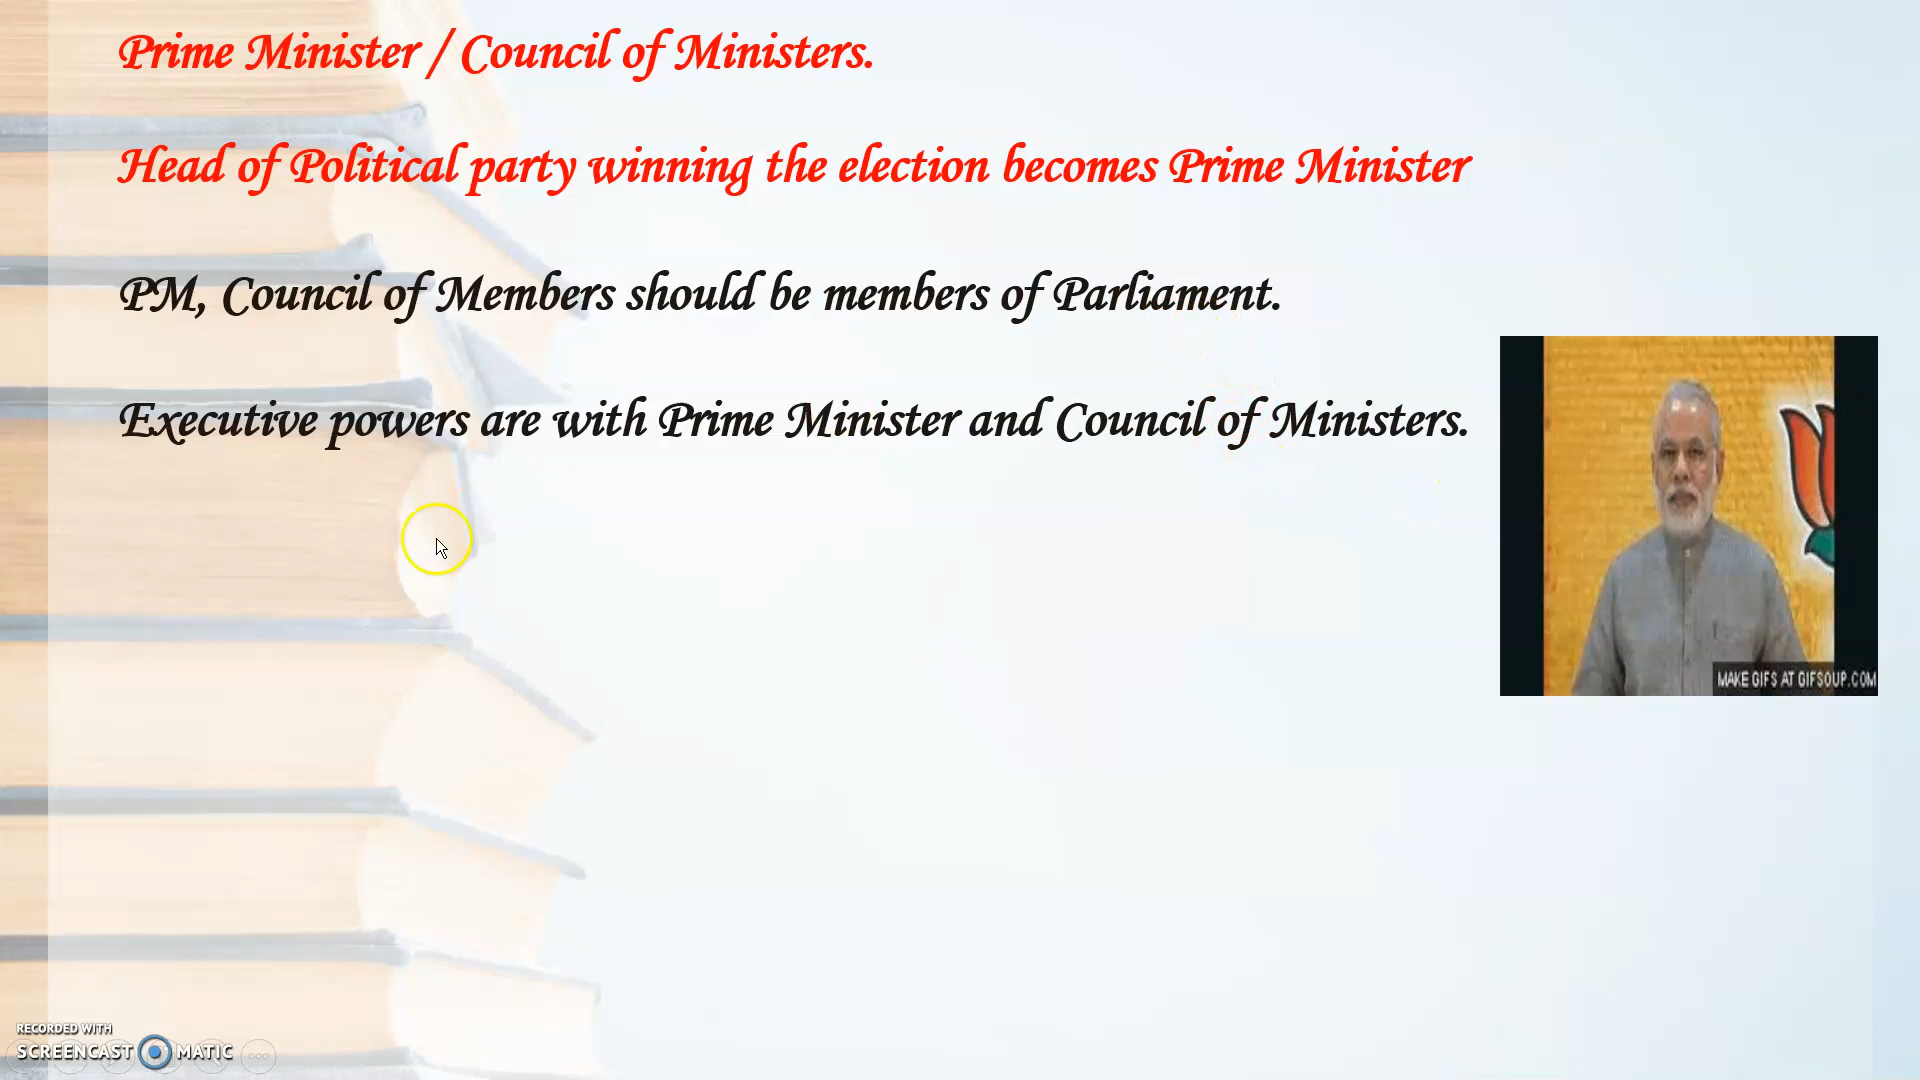 Prime Minister / Council of Ministers.
Head of Political party winning the election becomes Prime Minister
PM, Council of Members should be members of Parliament.
Executive powers are with Prime Minister and Council of Ministers.
MAKE GIFS AT GIFSOUP.COM
RECORDED WITH
SCREENCAST MATIC